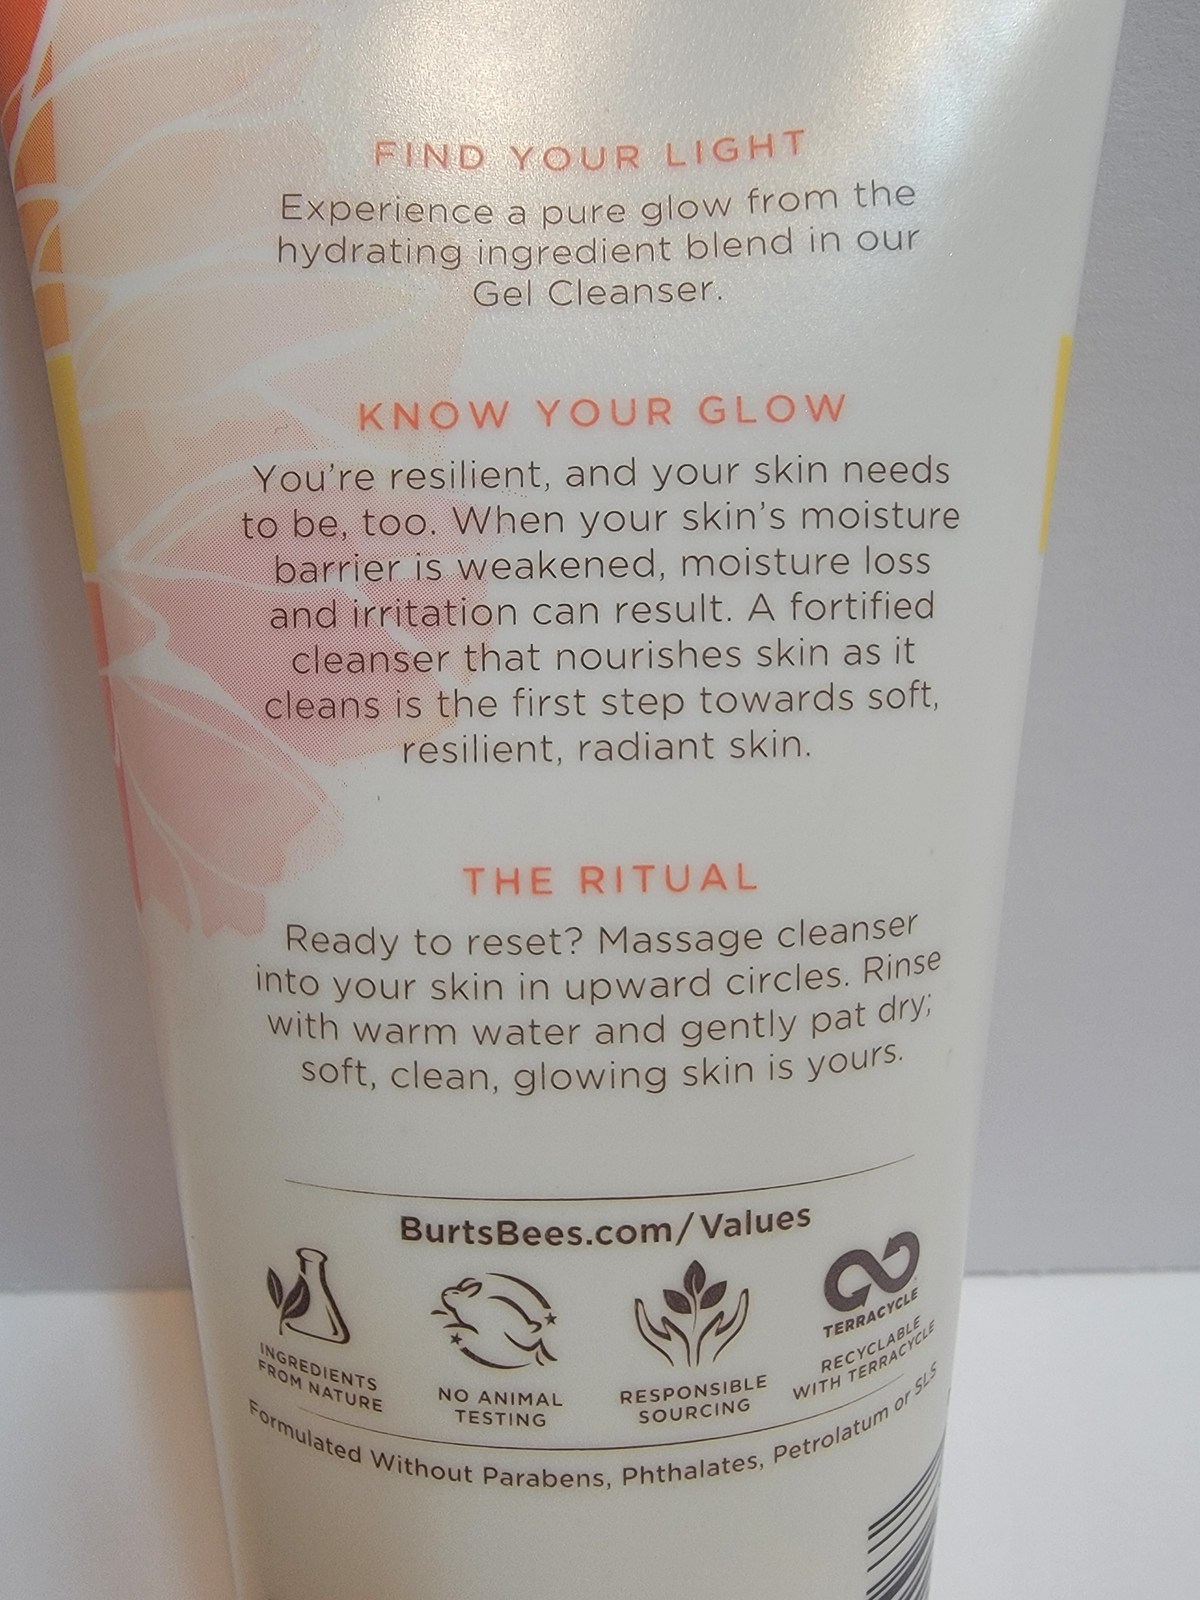 FIND YOUR LIGHT
Experience a pure glow from the
hydrating ingredient blend in our
Gel Cleanser.
KNOW YOUR GLOW
You're resilient, and your skin needs
to be, too. When your skin's moisture
barrier is weakened, moisture loss
and irritation can result. A fortified
cleanser that nourishes skin as it
cleans is the first step towards soft,
resilient, radiant skin.
THE RITUAL
Ready to reset? Massage cleanser
into your skin in upward circles. Rinse
with warm water and gently pat dry;
soft, clean, glowing skin is yours.
BurtsBees.com/Values
INGREDIENTS
FROM NATURE
NO ANIMAL
TESTING
RESPONSIBLE
SOURCING
TERRACYCLE
RECYCLABLE
WITH TERRACYCLE
Formulated Without Parabens, Phthalates, Petrolatum or SLS